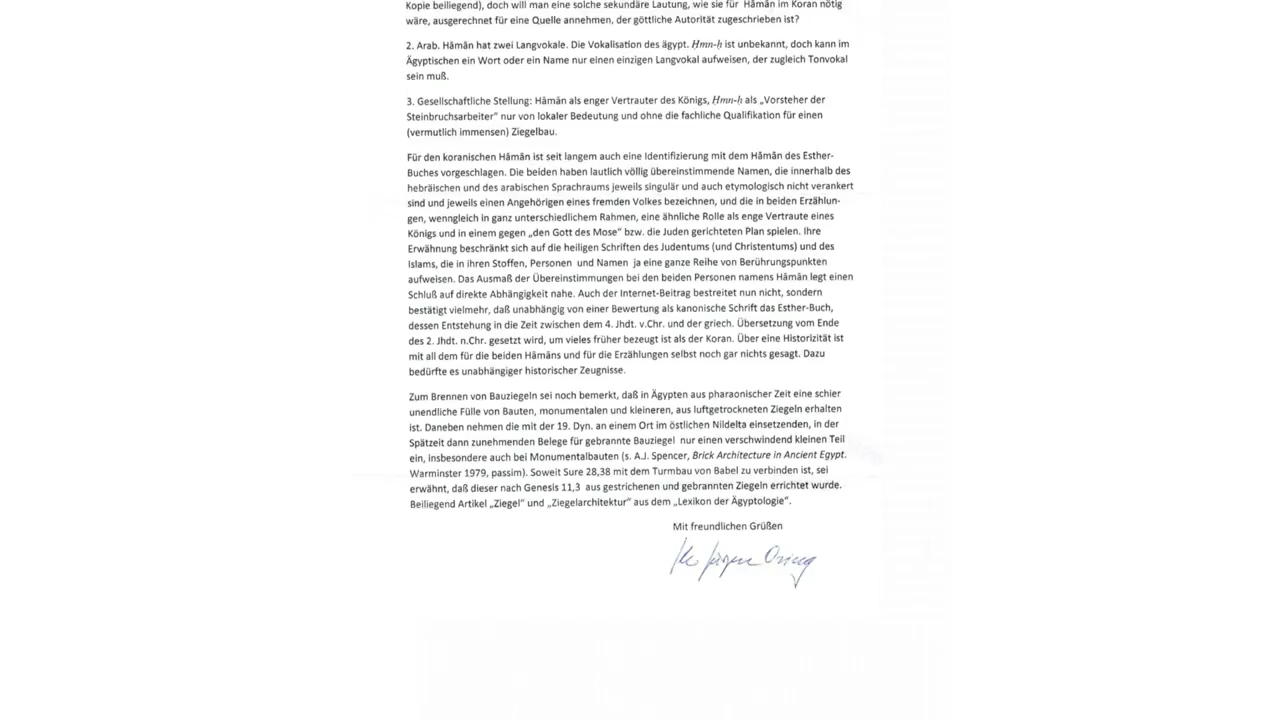 Kopie beiliegend), doch will man eine solche sekundäre Lautung, wie sie für Hâmân im Koran nötig
wäre, ausgerechnet für eine Quelle annehmen, der göttliche Autorität zugeschrieben ist?
2. Arab. Hâmân hat zwei Langvokale. Die Vokalisation des ägypt. Ḥmn-ḥ ist unbekannt, doch kann im
Ägyptischen ein Wort oder ein Name nur einen einzigen Langvokal aufweisen, der zugleich Tonvokal
sein muß.
3. Gesellschaftliche Stellung: Hâmân als enger Vertrauter des Königs, Ḥmn-ḥ als „Vorsteher der
Steinbruchsarbeiter" nur von lokaler Bedeutung und ohne die fachliche Qualifikation für einen
(vermutlich immensen) Ziegelbau.
Für den koranischen Hâmân ist seit langem auch eine Identifizierung mit dem Hâmân des Esther-
Buches vorgeschlagen. Die beiden haben lautlich völlig übereinstimmende Namen, die innerhalb des
hebräischen und des arabischen Sprachraums jeweils singulär und auch etymologisch nicht verankert
sind und jeweils einen Angehörigen eines fremden Volkes bezeichnen, und die in beiden Erzählun-
gen, wenngleich in ganz unterschiedlichem Rahmen, eine ähnliche Rolle als enge Vertraute eines
Königs und in einem gegen „den Gott des Mose" bzw. die Juden gerichteten Plan spielen. Ihre
Erwähnung beschränkt sich auf die heiligen Schriften des Judentums (und Christentums) und des
Islams, die in ihren Stoffen, Personen und Namen ja eine ganze Reihe von Berührungspunkten
aufweisen. Das Ausmaß der Übereinstimmungen bei den beiden Personen namens Hâmân legt einen
Schluß auf direkte Abhängigkeit nahe. Auch der Internet-Beitrag bestreitet nun nicht, sondern
bestätigt vielmehr, daß unabhängig von einer Bewertung als kanonische Schrift das Esther-Buch,
dessen Entstehung in die Zeit zwischen dem 4. Jhdt. v.Chr. und der griech. Übersetzung vom Ende
des 2. Jhdt. n.Chr. gesetzt wird, um vieles früher bezeugt ist als der Koran. Über eine Historizität ist
mit all dem für die beiden Hâmâns und für die Erzählungen selbst noch gar nichts gesagt. Dazu
bedürfte es unabhängiger historischer Zeugnisse.
Zum Brennen von Bauziegeln sei noch bemerkt, daß in Ägypten aus pharaonischer Zeit eine schier
unendliche Fülle von Bauten, monumentalen und kleineren, aus luftgetrockneten Ziegeln erhalten
ist. Daneben nehmen die mit der 19. Dyn. an einem Ort im östlichen Nildelta einsetzenden, in der
Spätzeit dann zunehmenden Belege für gebrannte Bauziegel nur einen verschwindend kleinen Teil
ein, insbesondere auch bei Monumentalbauten (s. A.J. Spencer, Brick Architecture in Ancient Egypt.
Warminster 1979, passim). Soweit Sure 28,38 mit dem Turmbau von Babel zu verbinden ist, sei
erwähnt, daß dieser nach Genesis 11,3 aus gestrichenen und gebrannten Ziegeln errichtet wurde.
Beiliegend Artikel „Ziegel" und „Ziegelarchitektur" aus dem „Lexikon der Ägyptologie".
Mit freundlichen Grüßen